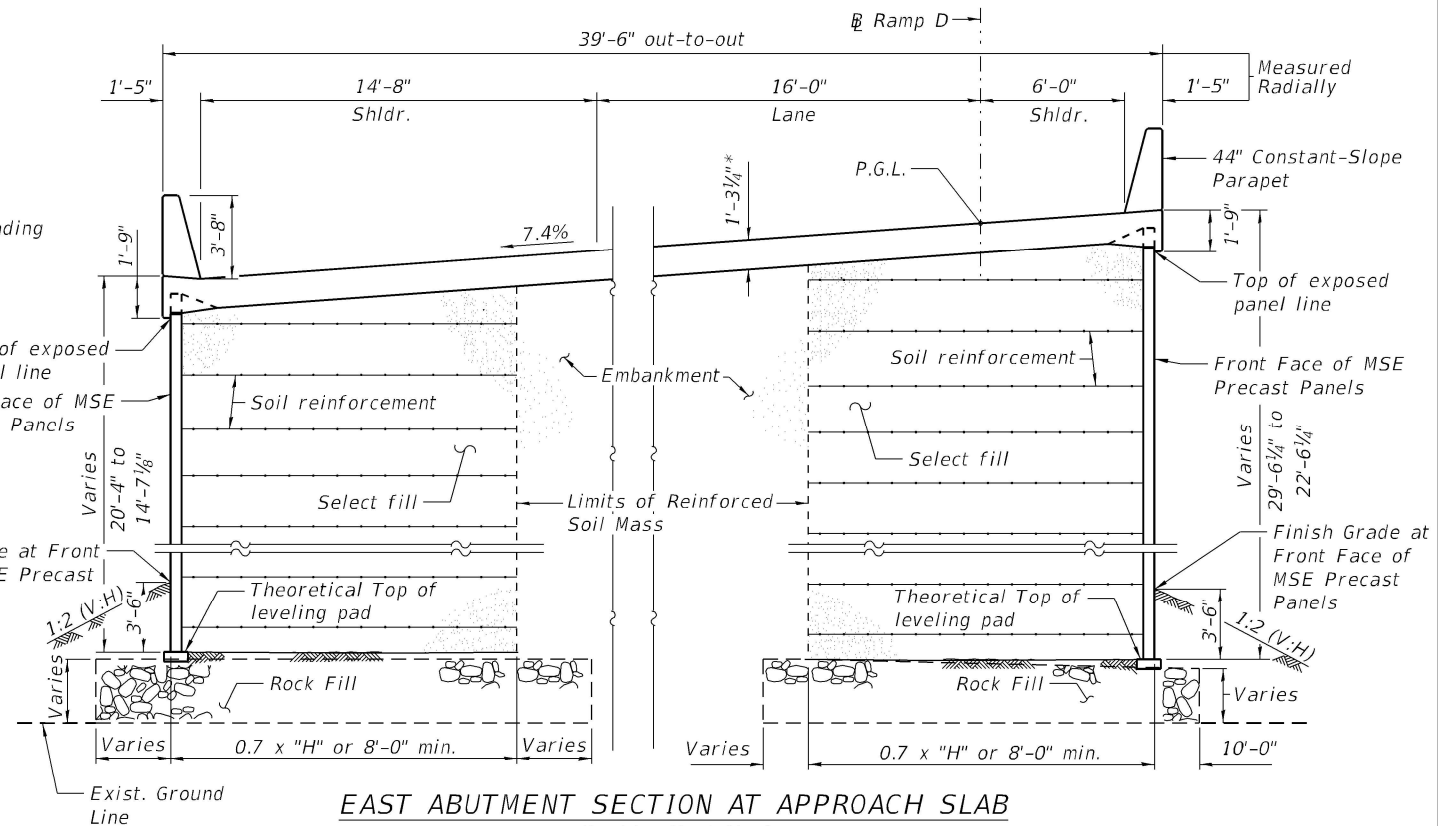 ℄ Ramp D
39'-6" out-to-out
Measured
Radially
1'-5"
14'-8"
Shldr.
16'-0"
Lane
6'-0"
Shldr.
1'-5"
44" Constant-Slope
Parapet
P.G.L.
1'-3¼"*
7.4%
3'-8"
1'-9"
1'-9"
Top of exposed
panel line
of exposed
line
Embankment
Soil reinforcement
Soil reinforcement
Front Face of MSE
Precast Panels
ace of MSE
Panels
Select fill
Select fill
Limits of Reinforced
Soil Mass
Varies
20'-4" to
14'-7⅛"
Varies
29'-6¼" to
22'-6¼"
e at Front
E Precast
Finish Grade at
Front Face of
MSE Precast
Panels
Theoretical Top of
leveling pad
Theoretical Top of
leveling pad
1:2 (V:H)
3'-6"
3'-6"
1:2 (V:H)
Varies
Rock Fill
Rock Fill
Varies
Varies
0.7 x "H" or 8'-0" min.
Varies
Varies
0.7 x "H" or 8'-0" min.
10'-0"
Exist. Ground
Line
EAST ABUTMENT SECTION AT APPROACH SLAB